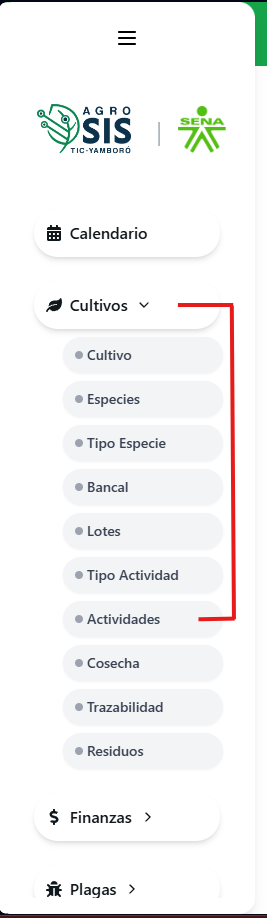 AGRO
SIS
TIC-YAMBORÓ
SENA
Calendario
Cultivos
Cultivo
Especies
Tipo Especie
Bancal
Lotes
Tipo Actividad
Actividades
Cosecha
Trazabilidad
Residuos
Finanzas
Plagas